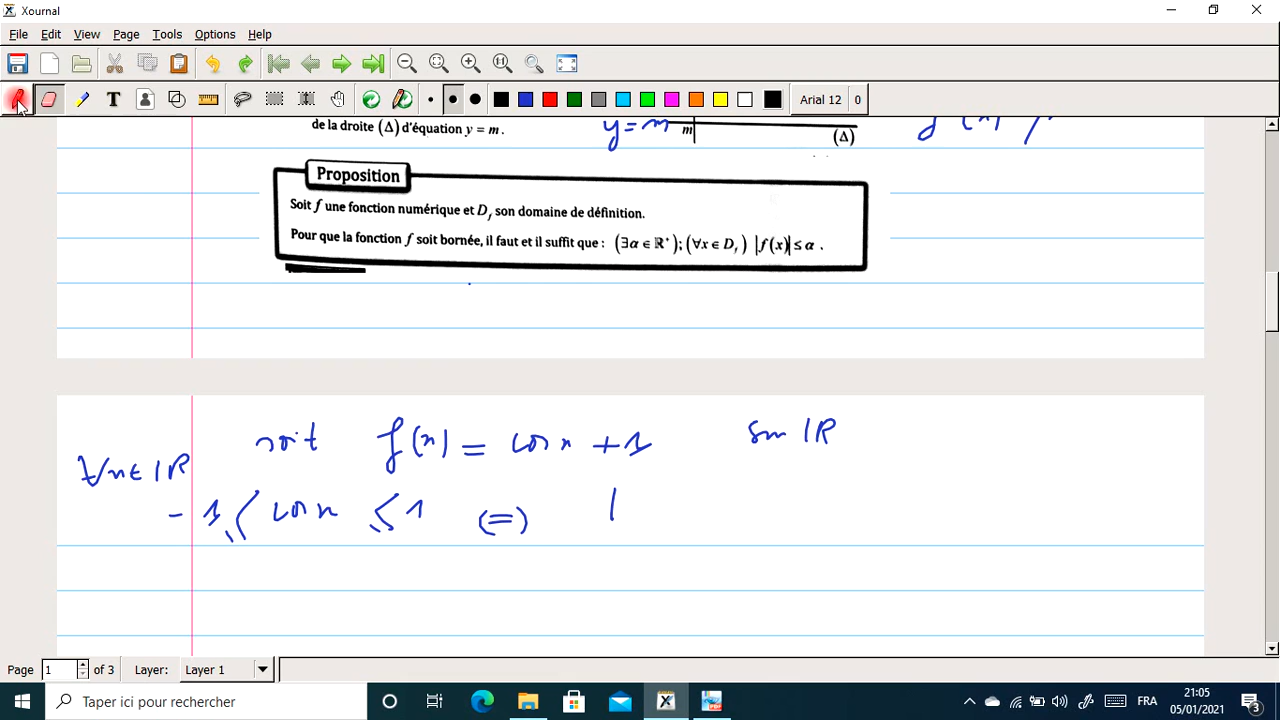 Xournal
File Edit View Page Tools Options Help
Arial 12 0
de la droite (Δ) d'équation y = m .
y = m m (Δ)
Proposition
Soit f une fonction numérique et D_f son domaine de définition.
Pour que la fonction f soit bornée, il faut et il suffit que : (∃α ∈ ℝ⁺) ; (∀x ∈ D_f) |f(x)| ≤ α .
soit f(x) = cos x + 1 sur IR
∀x ∈ IR
- 1 ≤ cos x ≤ 1 (=) |
Page 1 of 3 Layer: Layer 1
Taper ici pour rechercher
FRA
21:05
05/01/2021
3